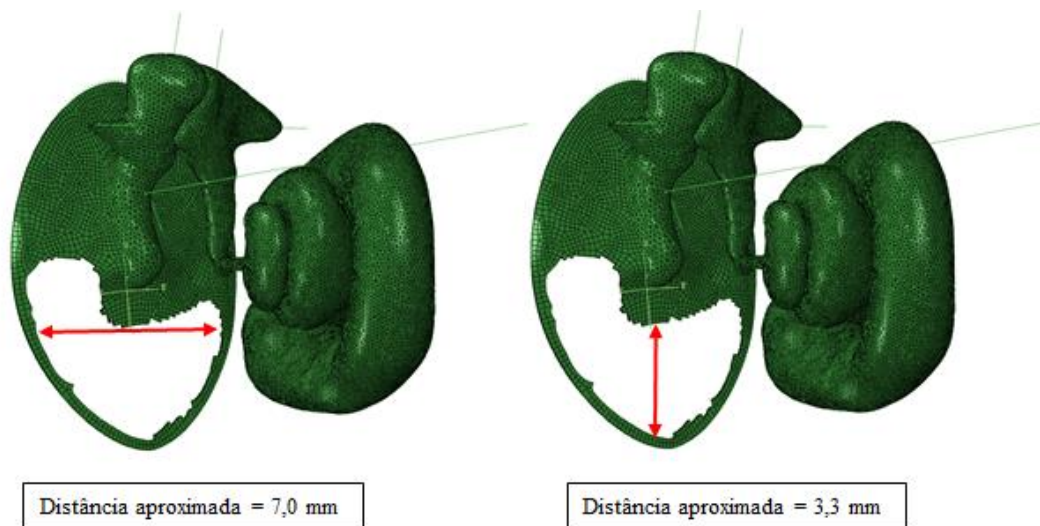 Distância aproximada = 7,0 mm
Distância aproximada = 3,3 mm